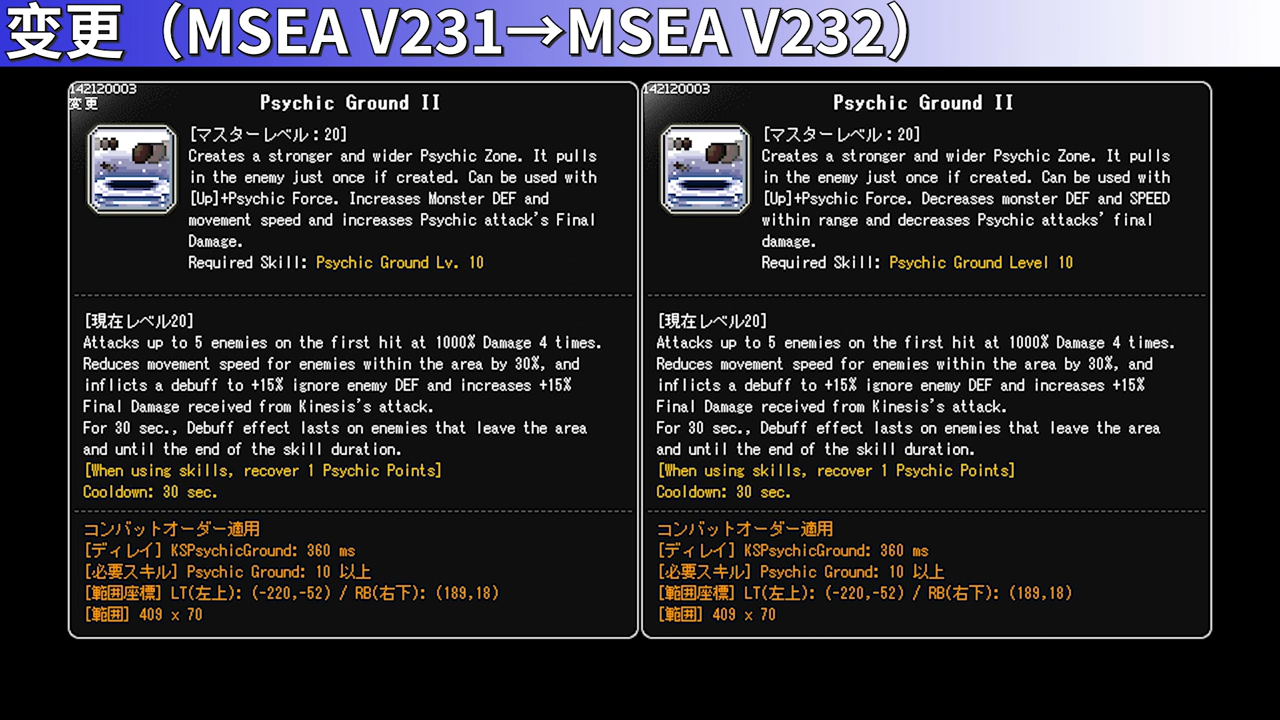 変更（MSEA V231→MSEA V232）
142120003
変更
Psychic Ground II
[マスターレベル：20]
Creates a stronger and wider Psychic Zone. It pulls
in the enemy just once if created. Can be used with
[Up]+Psychic Force. Increases Monster DEF and
movement speed and increases Psychic attack's Final
Damage.
Required Skill: Psychic Ground Lv. 10
[現在レベル20]
Attacks up to 5 enemies on the first hit at 1000% Damage 4 times.
Reduces movement speed for enemies within the area by 30%, and
inflicts a debuff to +15% ignore enemy DEF and increases +15%
Final Damage received from Kinesis's attack.
For 30 sec., Debuff effect lasts on enemies that leave the area
and until the end of the skill duration.
[When using skills, recover 1 Psychic Points]
Cooldown: 30 sec.
コンバットオーダー適用
[ディレイ] KSPsychicGround: 360 ms
[必要スキル] Psychic Ground: 10 以上
[範囲座標] LT(左上): (-220,-52) / RB(右下): (189,18)
[範囲] 409 x 70
142120003
Psychic Ground II
[マスターレベル：20]
Creates a stronger and wider Psychic Zone. It pulls
in the enemy just once if created. Can be used with
[Up]+Psychic Force. Decreases monster DEF and SPEED
within range and decreases Psychic attacks' final
damage.
Required Skill: Psychic Ground Level 10
[現在レベル20]
Attacks up to 5 enemies on the first hit at 1000% Damage 4 times.
Reduces movement speed for enemies within the area by 30%, and
inflicts a debuff to +15% ignore enemy DEF and increases +15%
Final Damage received from Kinesis's attack.
For 30 sec., Debuff effect lasts on enemies that leave the area
and until the end of the skill duration.
[When using skills, recover 1 Psychic Points]
Cooldown: 30 sec.
コンバットオーダー適用
[ディレイ] KSPsychicGround: 360 ms
[必要スキル] Psychic Ground: 10 以上
[範囲座標] LT(左上): (-220,-52) / RB(右下): (189,18)
[範囲] 409 x 70